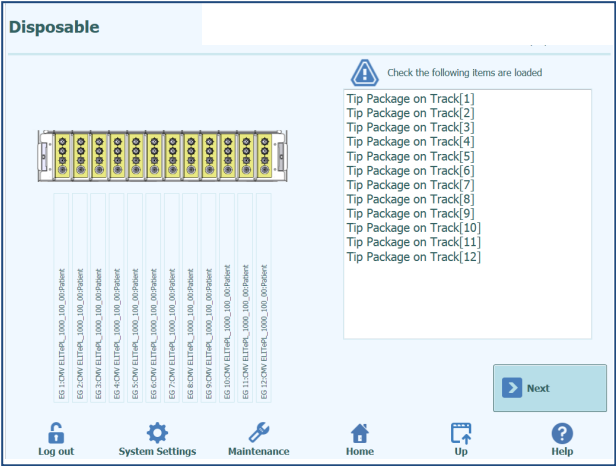 Disposable
Check the following items are loaded
Tip Package on Track[1]
Tip Package on Track[2]
Tip Package on Track[3]
Tip Package on Track[4]
Tip Package on Track[5]
Tip Package on Track[6]
Tip Package on Track[7]
Tip Package on Track[8]
Tip Package on Track[9]
Tip Package on Track[10]
Tip Package on Track[11]
Tip Package on Track[12]
EG 1:CMV ELITePL_1000_100_00:Patient
EG 2:CMV ELITePL_1000_100_00:Patient
EG 3:CMV ELITePL_1000_100_00:Patient
EG 4:CMV ELITePL_1000_100_00:Patient
EG 5:CMV ELITePL_1000_100_00:Patient
EG 6:CMV ELITePL_1000_100_00:Patient
EG 7:CMV ELITePL_1000_100_00:Patient
EG 8:CMV ELITePL_1000_100_00:Patient
EG 9:CMV ELITePL_1000_100_00:Patient
EG 10:CMV ELITePL_1000_100_00:Patient
EG 11:CMV ELITePL_1000_100_00:Patient
EG 12:CMV ELITePL_1000_100_00:Patient
Next
Log out
System Settings
Maintenance
Home
Up
Help